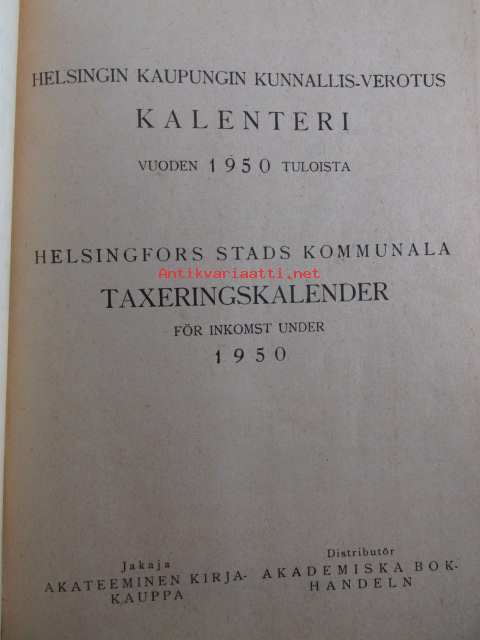 HELSINGIN KAUPUNGIN KUNNALLIS-VEROTUS
KALENTERI
VUODEN 1950 TULOISTA
HELSINGFORS STADS KOMMUNALA
Antikvariaatti.net
TAXERINGSKALENDER
FÖR INKOMST UNDER
1950
Jakaja
AKATEEMINEN KIRJA-
KAUPPA
Distributör
AKADEMISKA BOK-
HANDELN